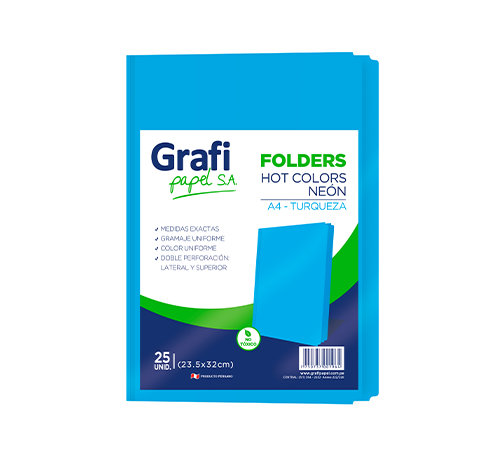 Grafi
papel S.A.
FOLDERS
HOT COLORS
NEÓN
A4 - TURQUEZA
MEDIDAS EXACTAS
GRAMAJE UNIFORME
COLOR UNIFORME
DOBLE PERFORACIÓN:
LATERAL Y SUPERIOR
NO
TÓXICO
25
UNID.
(23.5x32cm)
PRODUCTO PERUANO
www.grafipapel.com.pe